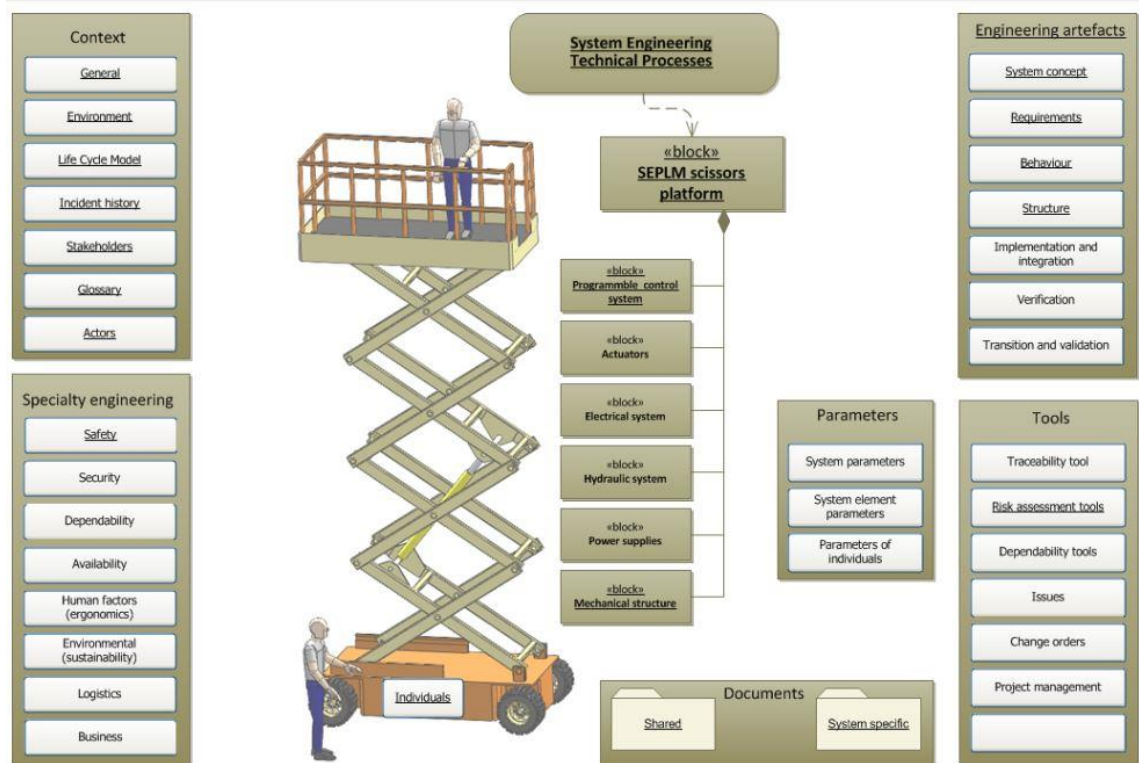 Context
General
Environment
Life Cycle Model
Incident history
Stakeholders
Glossary
Actors
Specialty engineering
Safety
Security
Dependability
Availability
Human factors
(ergonomics)
Environmental
(sustainability)
Logistics
Business
Individuals
System Engineering
Technical Processes
«block»
SEPLM scissors
platform
«block»
Programmble control
system
«block»
Actuators
«block»
Electrical system
«block»
Hydraulic system
«block»
Power supplies
«block»
Mechanical structure
Documents
Shared
System specific
Parameters
System parameters
System element
parameters
Parameters of
individuals
Engineering artefacts
System concept
Requirements
Behaviour
Structure
Implementation and
integration
Verification
Transition and validation
Tools
Traceability tool
Risk assessment tools
Dependability tools
Issues
Change orders
Project management